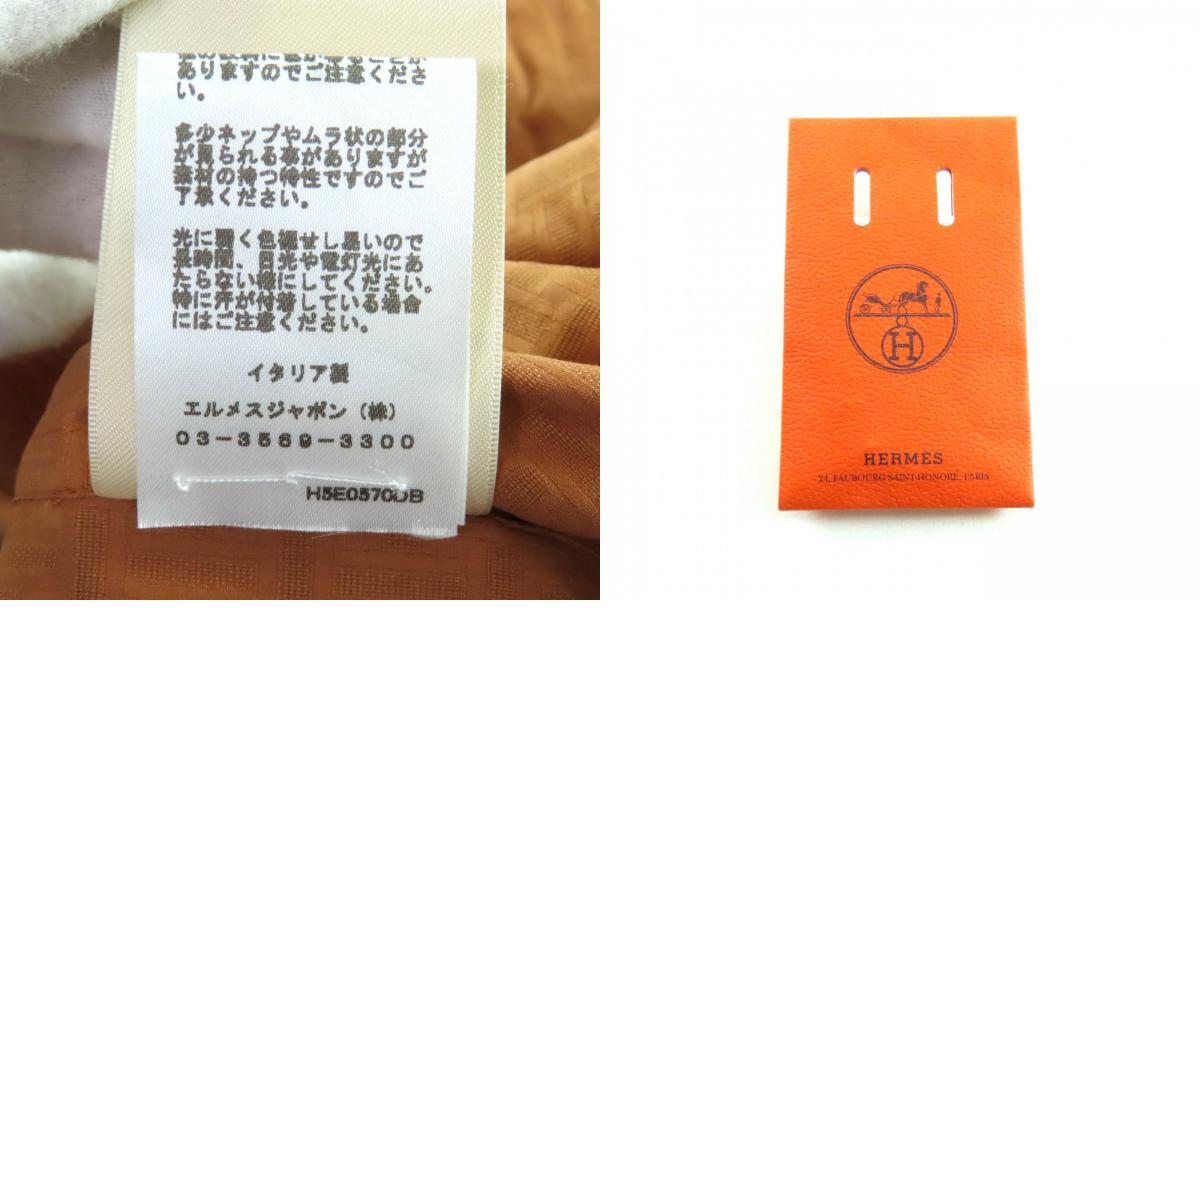 ありますのでご注意くださ
い。
多少ネップやムラ状の部分
が見られる事がありますが
素材の持つ特性ですのでご
了承ください。
光に弱く色褪せし易いので
長時間、日光や電灯光にあ
たらない様にしてください。
特に汗が付着している場合
にはご注意ください。
イタリア製
エルメスジャポン（株）
03-3569-3300
H5E0570DB
H
HERMÈS
24, FAUBOURG SAINT-HONORÉ, PARIS